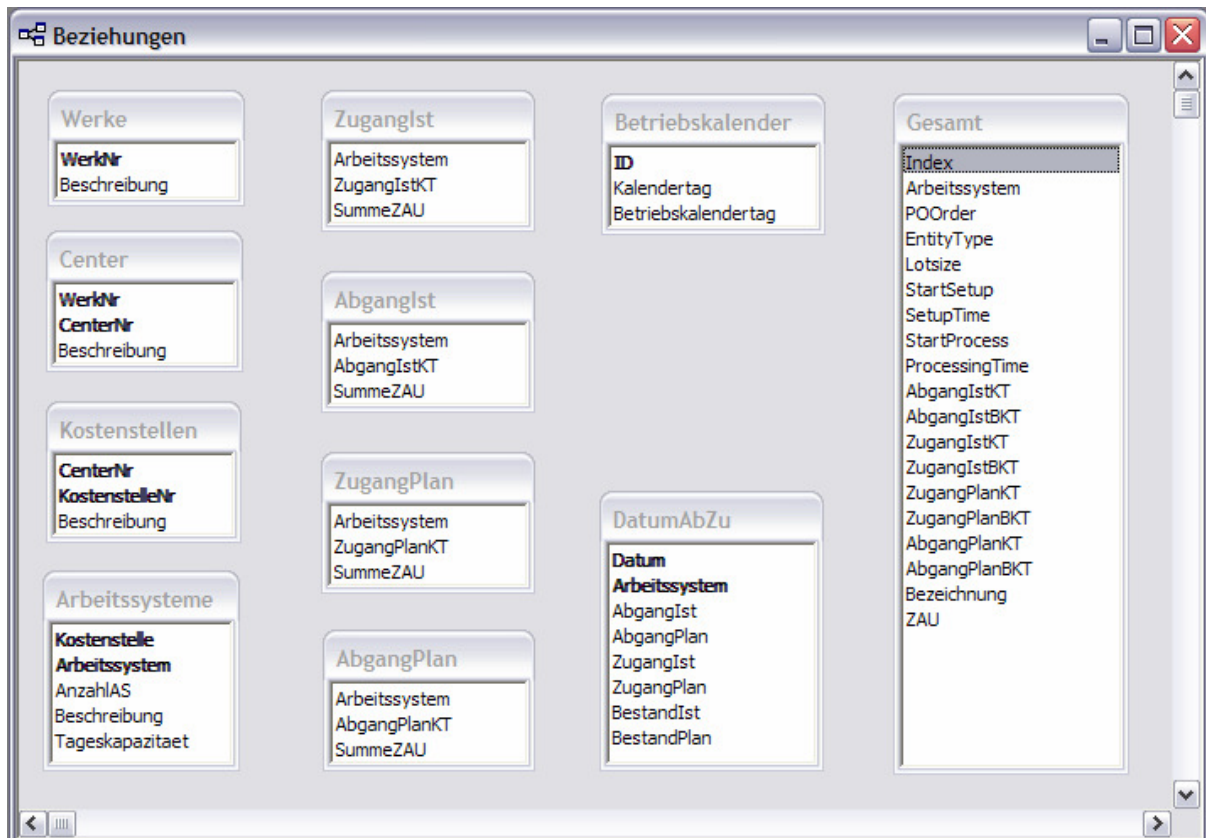 Beziehungen
Werke
WerkNr
Beschreibung
Center
WerkNr
CenterNr
Beschreibung
Kostenstellen
CenterNr
KostenstelleNr
Beschreibung
Arbeitssysteme
Kostenstelle
Arbeitssystem
AnzahlAS
Beschreibung
Tageskapazitaet
ZugangIst
Arbeitssystem
ZugangIstKT
SummeZAU
AbgangIst
Arbeitssystem
AbgangIstKT
SummeZAU
ZugangPlan
Arbeitssystem
ZugangPlanKT
SummeZAU
AbgangPlan
Arbeitssystem
AbgangPlanKT
SummeZAU
Betriebskalender
ID
Kalendertag
Betriebskalendertag
DatumAbZu
Datum
Arbeitssystem
AbgangIst
AbgangPlan
ZugangIst
ZugangPlan
BestandIst
BestandPlan
Gesamt
Index
Arbeitssystem
POOrder
EntityType
Lotsize
StartSetup
SetupTime
StartProcess
ProcessingTime
AbgangIstKT
AbgangIstBKT
ZugangIstKT
ZugangIstBKT
ZugangPlanKT
ZugangPlanBKT
AbgangPlanKT
AbgangPlanBKT
Bezeichnung
ZAU